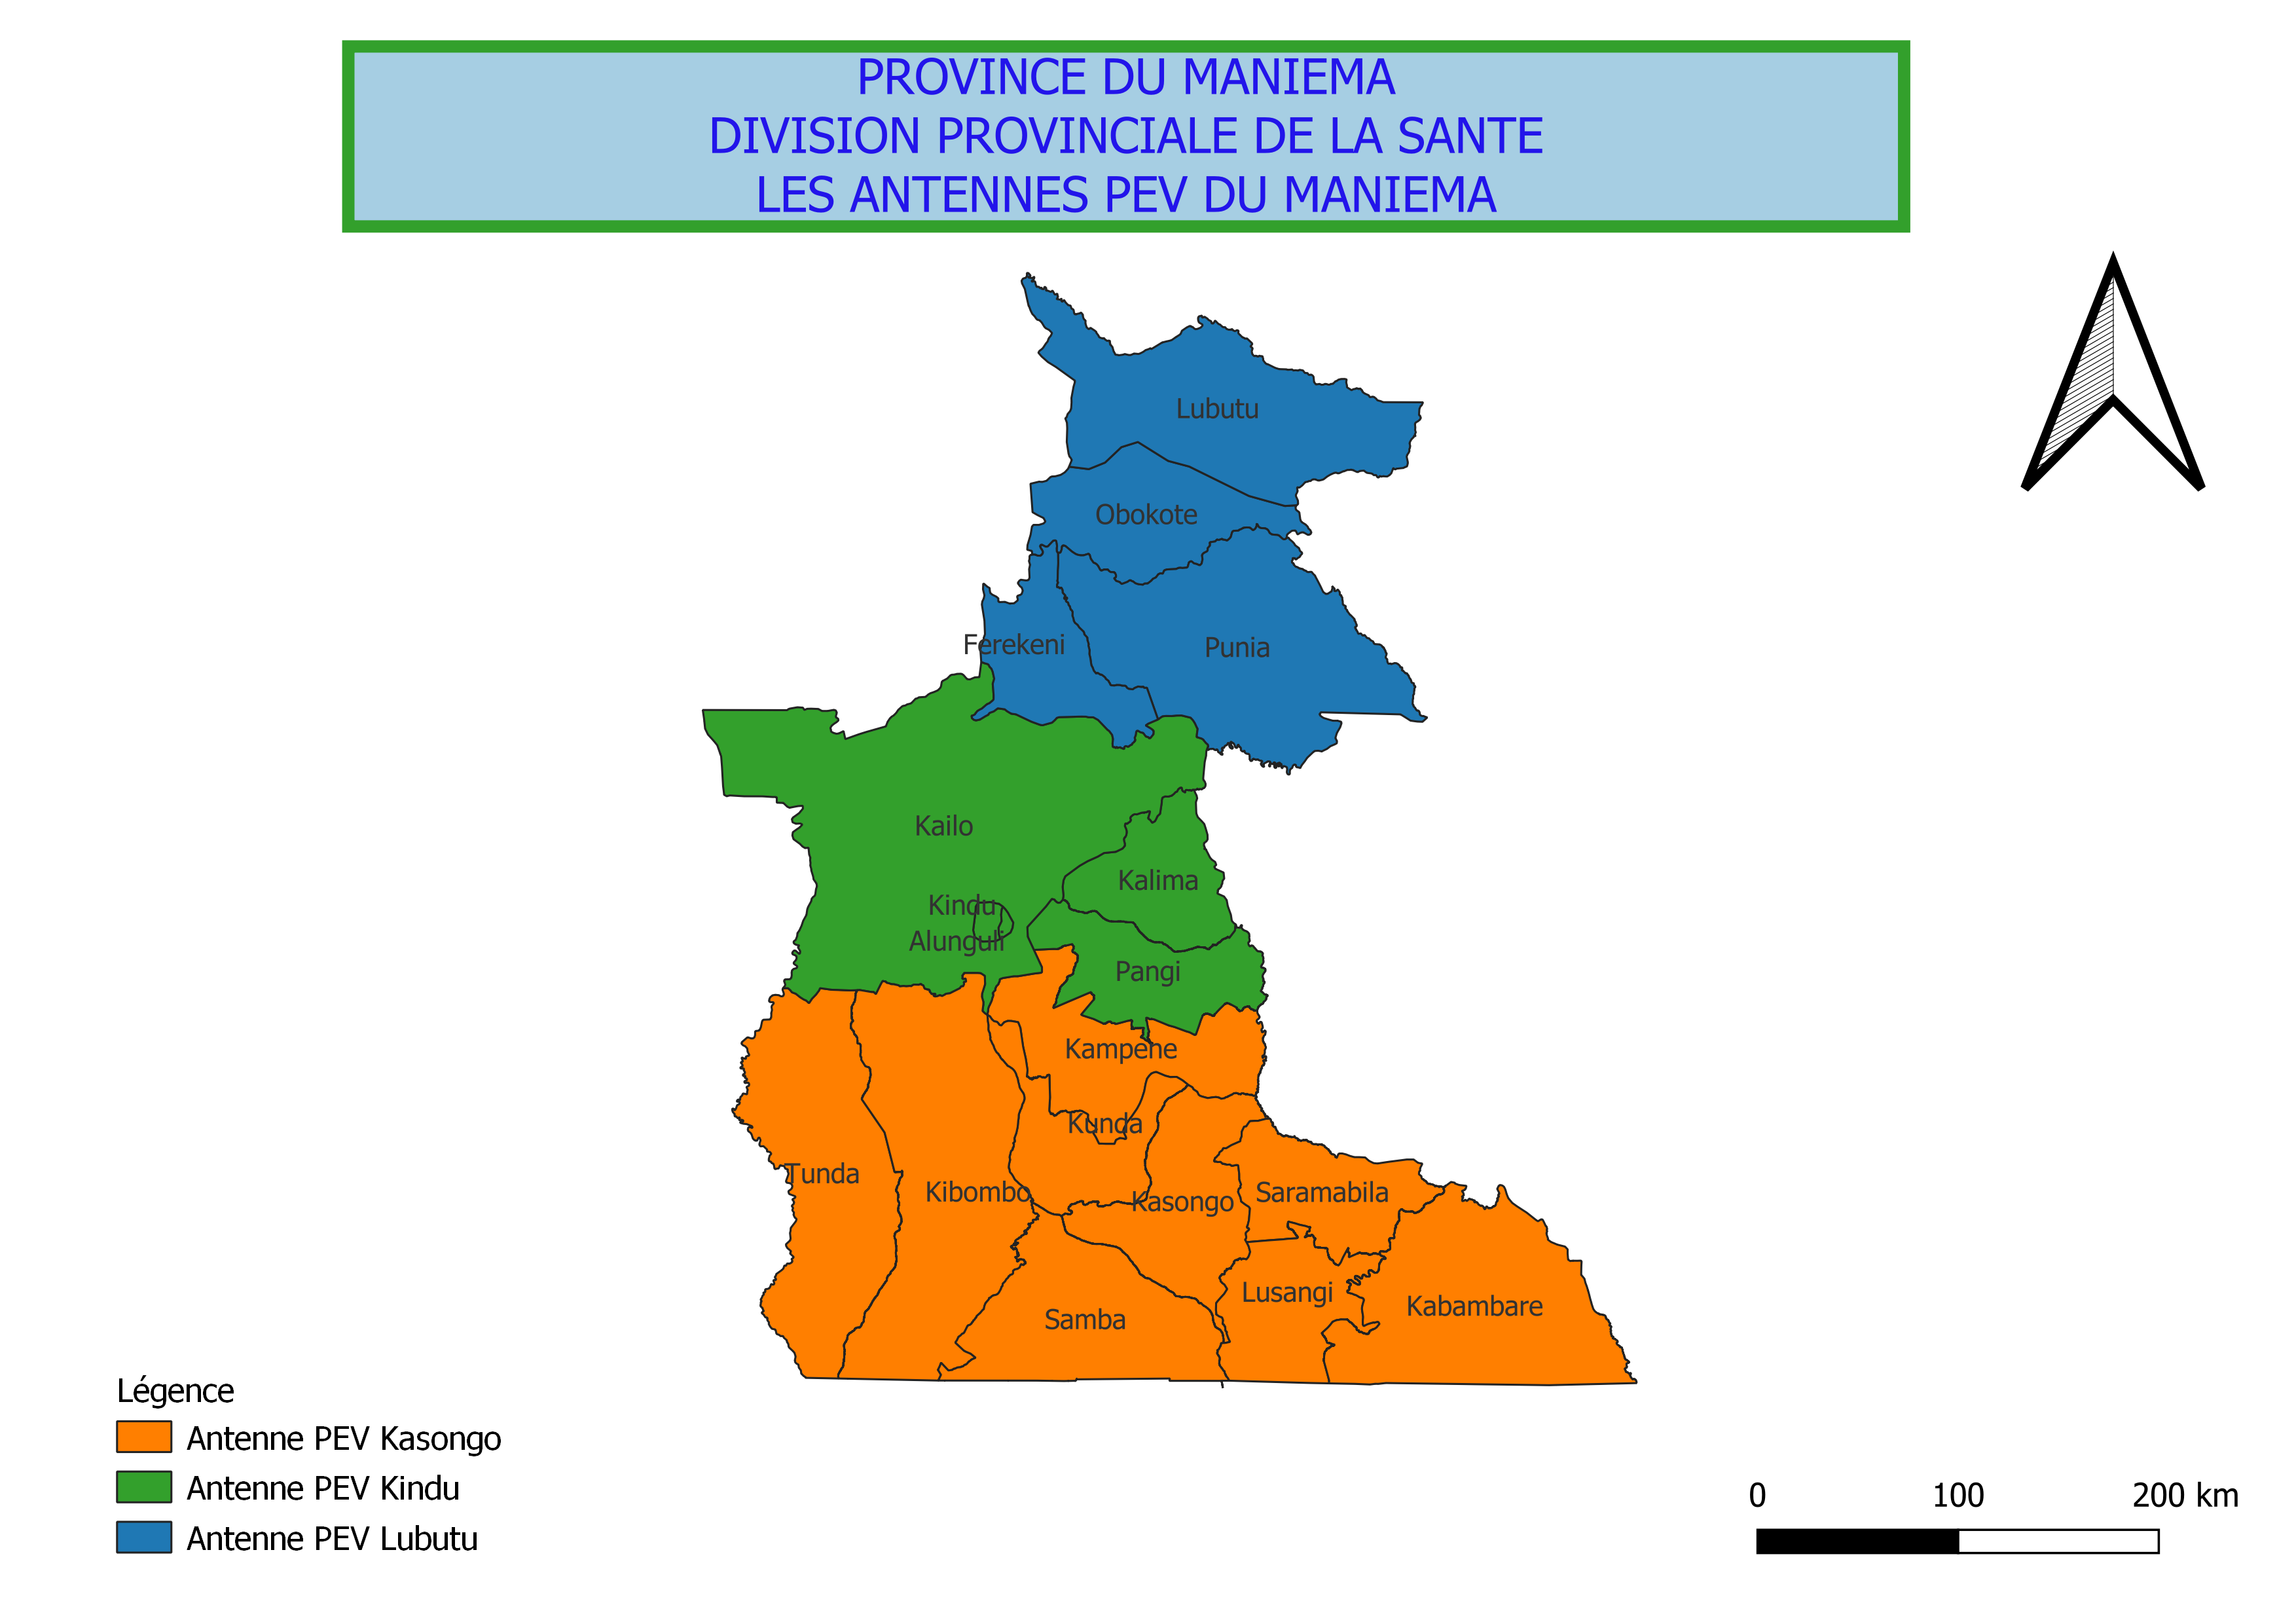 PROVINCE DU MANIEMA
DIVISION PROVINCIALE DE LA SANTE
LES ANTENNES PEV DU MANIEMA
Lubutu
Obokote
Ferekeni
Punia
Kailo
Kalima
Kindu
Alunguli
Pangi
Kampene
Kunda
Tunda
Kibombo
Kasongo
Saramabila
Lusangi
Kabambare
Samba
Légence
Antenne PEV Kasongo
Antenne PEV Kindu
Antenne PEV Lubutu
0 100 200 km